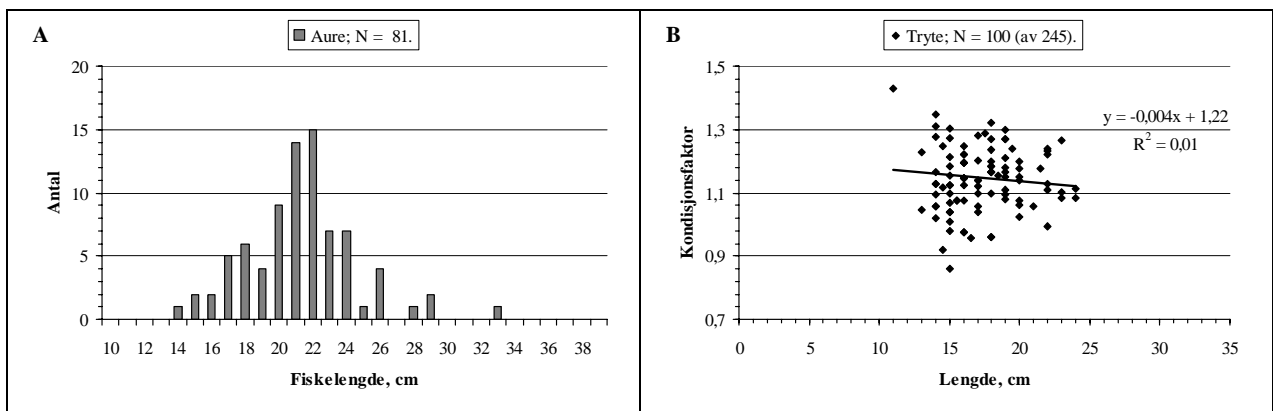 A
Aure; N = 81.
Antal
20
15
10
5
0
10 12 14 16 18 20 22 24 26 28 30 32 34 36 38
Fiskelengde, cm
B
Tryte; N = 100 (av 245).
Kondisjonsfaktor
1,5
1,3
1,1
0,9
0,7
y = -0,004x + 1,22
R² = 0,01
0 5 10 15 20 25 30 35
Lengde, cm